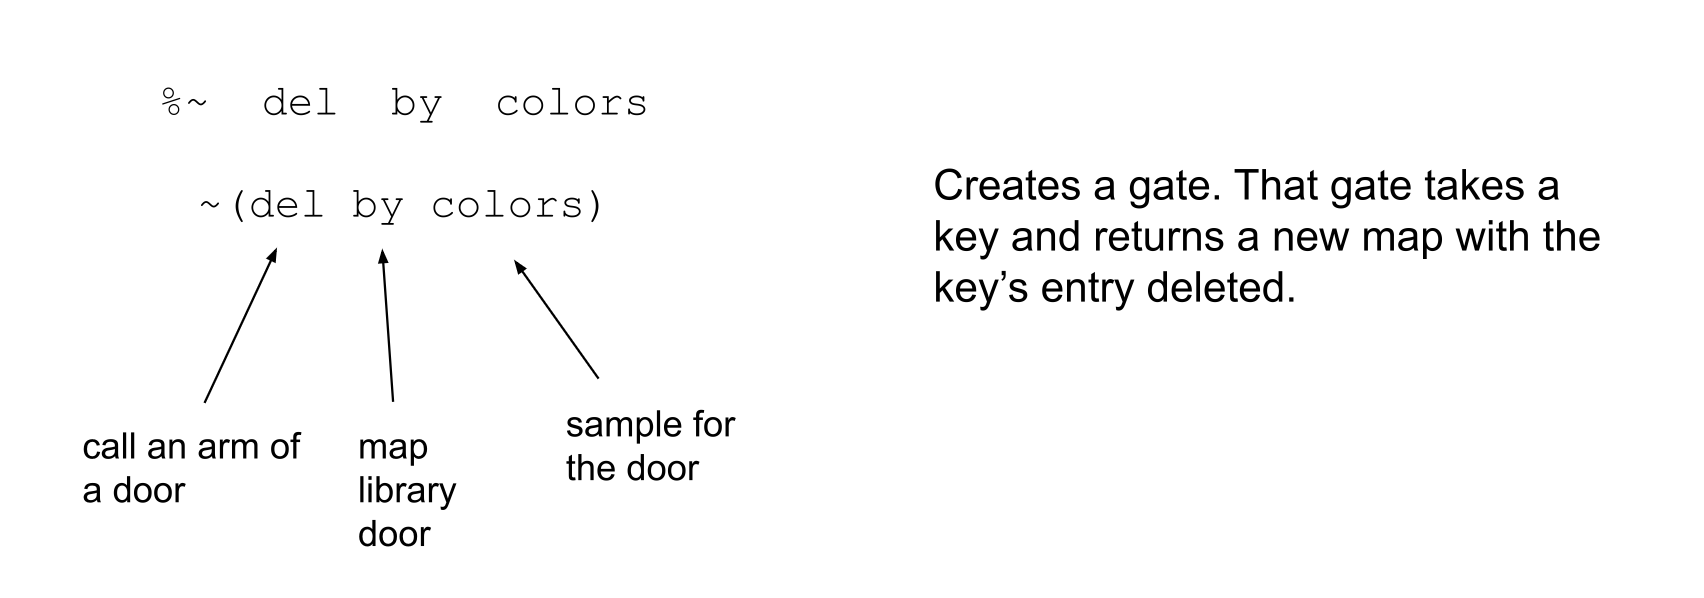 %~ del by colors
~(del by colors)
Creates a gate. That gate takes a
key and returns a new map with the
key’s entry deleted.
call an arm of
a door
map
library
door
sample for
the door